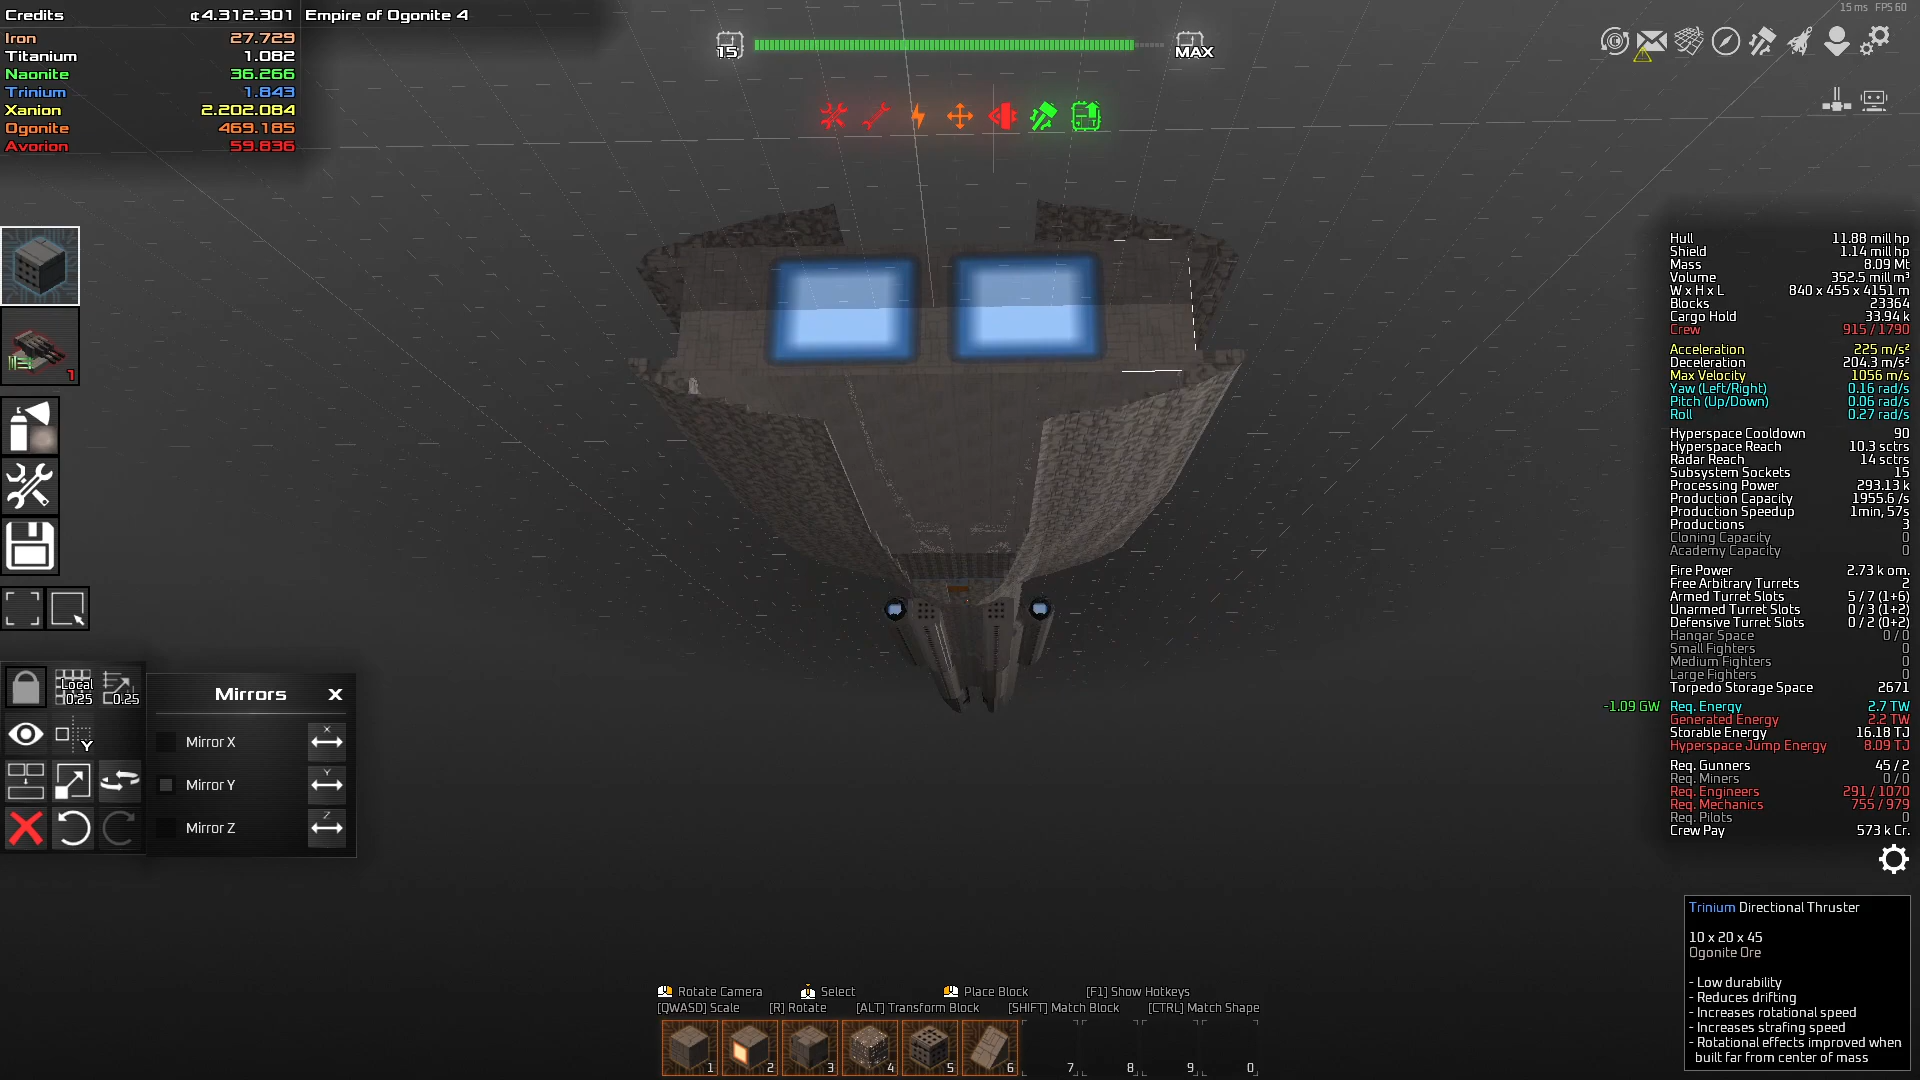 Credits ¢4.312.301 Empire of Ogonite 4
Iron 27.729
Titanium 1.082
Naonite 36.266
Trinium 1.843
Xanion 2.202.084
Ogonite 469.185
Avorion 59.836
15
MAX
15 ms FPS 60
1
Local
0.25 0.25
Y
Mirrors X
Mirror X X
Mirror Y Y
Mirror Z Z
Hull 11.88 mill hp
Shield 1.14 mill hp
Mass 8.09 Mt
Volume 352.5 mill m³
W x H x L 840 x 455 x 4151 m
Blocks 23364
Cargo Hold 33.94 k
Crew 915 / 1790
Acceleration 225 m/s²
Deceleration 204.3 m/s²
Max Velocity 1056 m/s
Yaw (Left/Right) 0.16 rad/s
Pitch (Up/Down) 0.06 rad/s
Roll 0.27 rad/s
Hyperspace Cooldown 90
Hyperspace Reach 10.3 sctrs
Radar Reach 14 sctrs
Subsystem Sockets 15
Processing Power 293.13 k
Production Capacity 1955.6 /s
Production Speedup 1min, 57s
Productions 3
Cloning Capacity 0
Academy Capacity 0
Fire Power 2.73 k om.
Free Arbitrary Turrets 2
Armed Turret Slots 5 / 7 (1+6)
Unarmed Turret Slots 0 / 3 (1+2)
Defensive Turret Slots 0 / 2 (0+2)
Hangar Space 0 / 0
Small Fighters 0
Medium Fighters 0
Large Fighters 0
Torpedo Storage Space 2671
-1.09 GW Req. Energy 2.7 TW
Generated Energy 2.2 TW
Storable Energy 16.18 TJ
Hyperspace Jump Energy 8.09 TJ
Req. Gunners 45 / 2
Req. Miners 0 / 0
Req. Engineers 291 / 1070
Req. Mechanics 755 / 979
Req. Pilots 0
Crew Pay 573 k Cr.
Trinium Directional Thruster
10 x 20 x 45
Ogonite Ore
- Low durability
- Reduces drifting
- Increases rotational speed
- Increases strafing speed
- Rotational effects improved when
built far from center of mass
Rotate Camera Select Place Block [F1] Show Hotkeys
[QWASD] Scale [R] Rotate [ALT] Transform Block [SHIFT] Match Block [CTRL] Match Shape
1 2 3 4 5 6 7 8 9 0